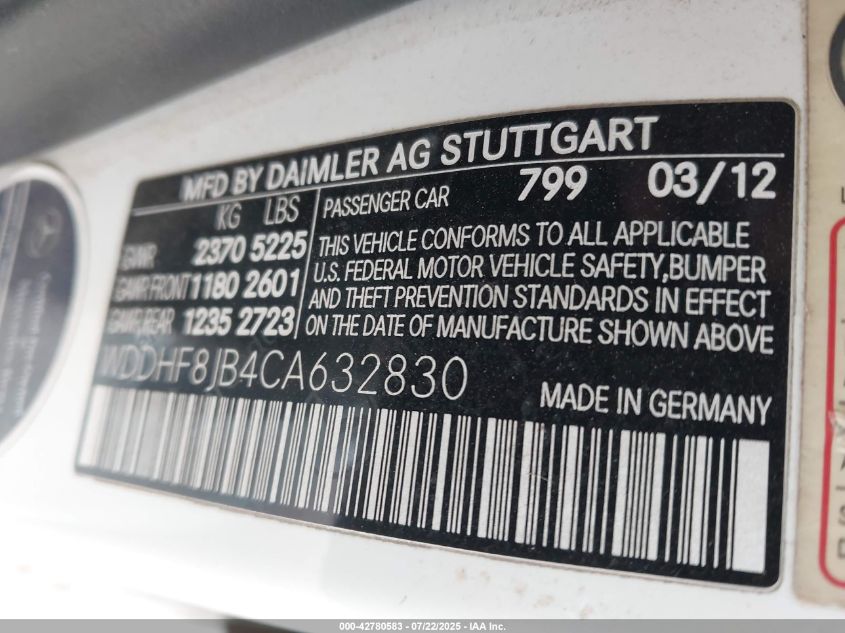 MFD BY DAIMLER AG STUTTGART
KG LBS
GVWR 2370 5225
GAWR, FRONT 1180 2601
GAWR, REAR 1235 2723
PASSENGER CAR 799 03/12
THIS VEHICLE CONFORMS TO ALL APPLICABLE
U.S. FEDERAL MOTOR VEHICLE SAFETY,BUMPER
AND THEFT PREVENTION STANDARDS IN EFFECT
ON THE DATE OF MANUFACTURE SHOWN ABOVE
WDDHF8JB4CA632830
MADE IN GERMANY
000-42780583 - 07/22/2025 - IAA Inc.